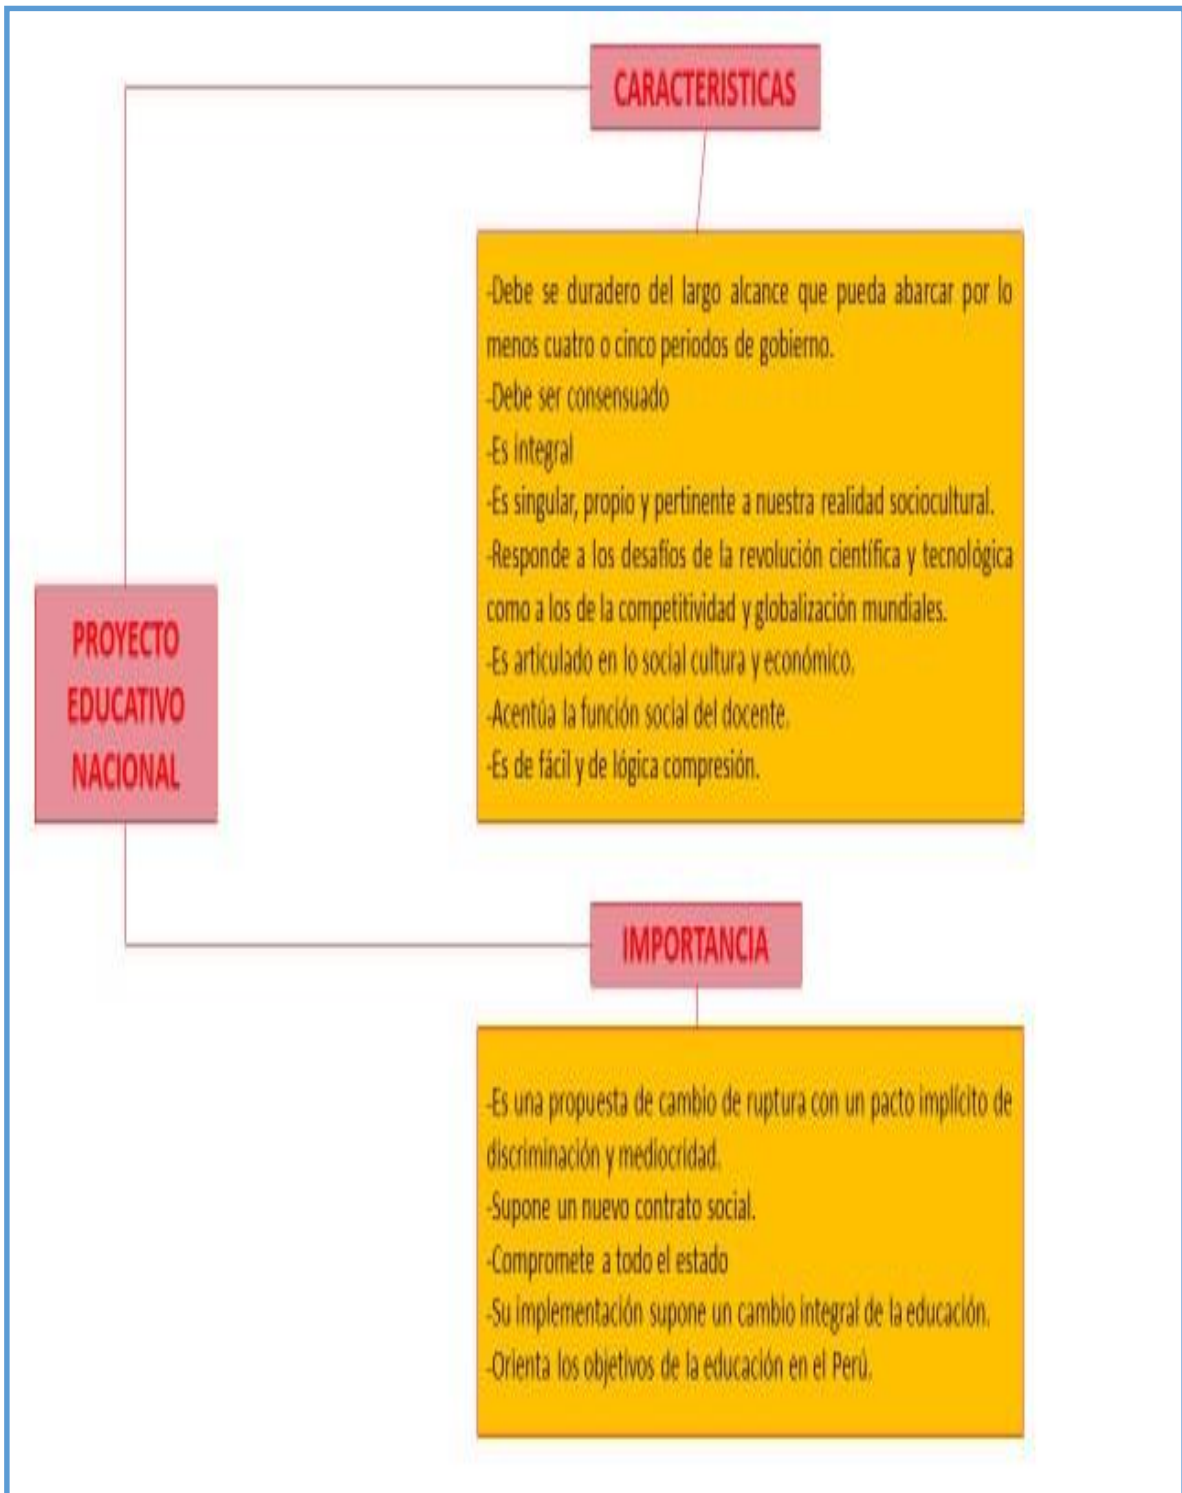 CARACTERISTICAS
-Debe se duradero del largo alcance que pueda abarcar por lo
menos cuatro o cinco periodos de gobierno.
-Debe ser consensuado
-Es integral
-Es singular, propio y pertinente a nuestra realidad sociocultural.
-Responde a los desafíos de la revolución científica y tecnológica
como a los de la competitividad y globalización mundiales.
-Es articulado en lo social cultura y económico.
-Acentúa la función social del docente.
-Es de fácil y de lógica compresión.
PROYECTO
EDUCATIVO
NACIONAL
IMPORTANCIA
-Es una propuesta de cambio de ruptura con un pacto implícito de
discriminación y mediocridad.
-Supone un nuevo contrato social.
-Compromete a todo el estado
-Su implementación supone un cambio integral de la educación.
-Orienta los objetivos de la educación en el Perú.